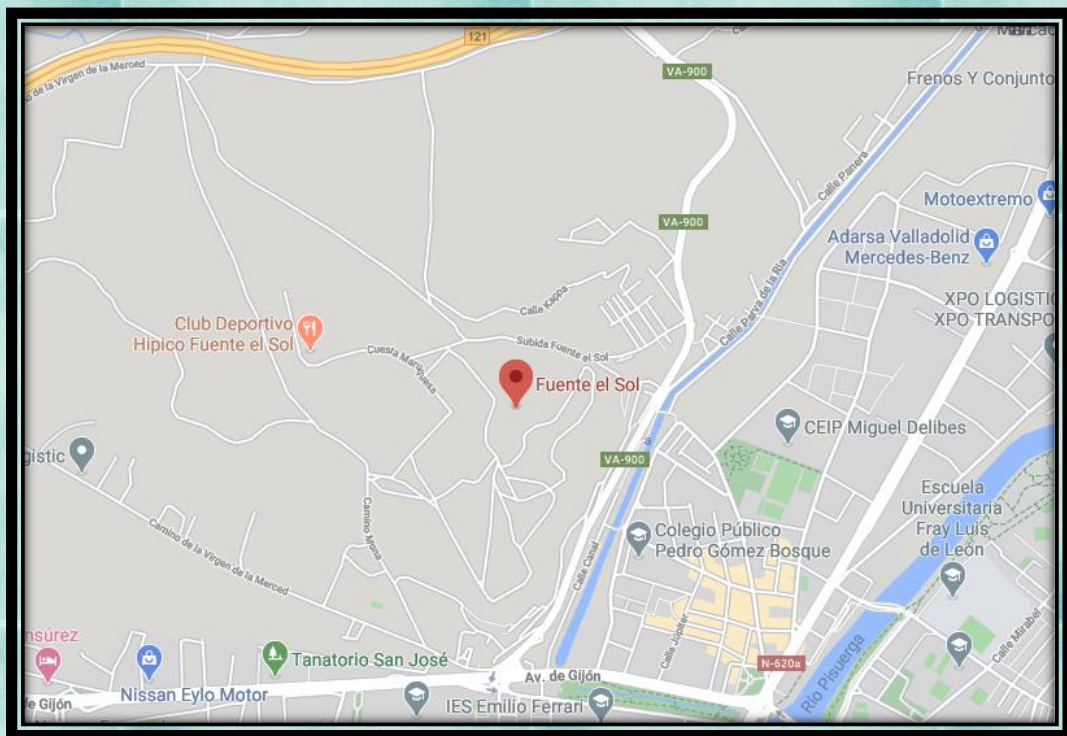 121
VA-900
Frenos Y Conjunto
o de la Virgen de la Merced
Calle Panera
Motoextremo
VA-900
Adarsa Valladolid
Mercedes-Benz
Calle Parva de la Ría
XPO LOGISTIC
XPO TRANSPO
Calle Kappa
Club Deportivo
Hipico Fuente el Sol
Subida Fuente el Sol
Cuesta Maruquesa
Fuente el Sol
CEIP Miguel Delibes
gistic
VA-900
a
Escuela
Universitaria
Fray Luis
de León
Camino Mona
Colegio Público
Pedro Gómez Bosque
Camino de la Virgen de la Merced
Calle Canal
Calle Júpiter
Calle Mirabel
nsúrez
Tanatorio San José
N-620a
Río Pisuerga
Nissan Eylo Motor
Av. de Gijón
de Gijón
IES Emilio Ferrari